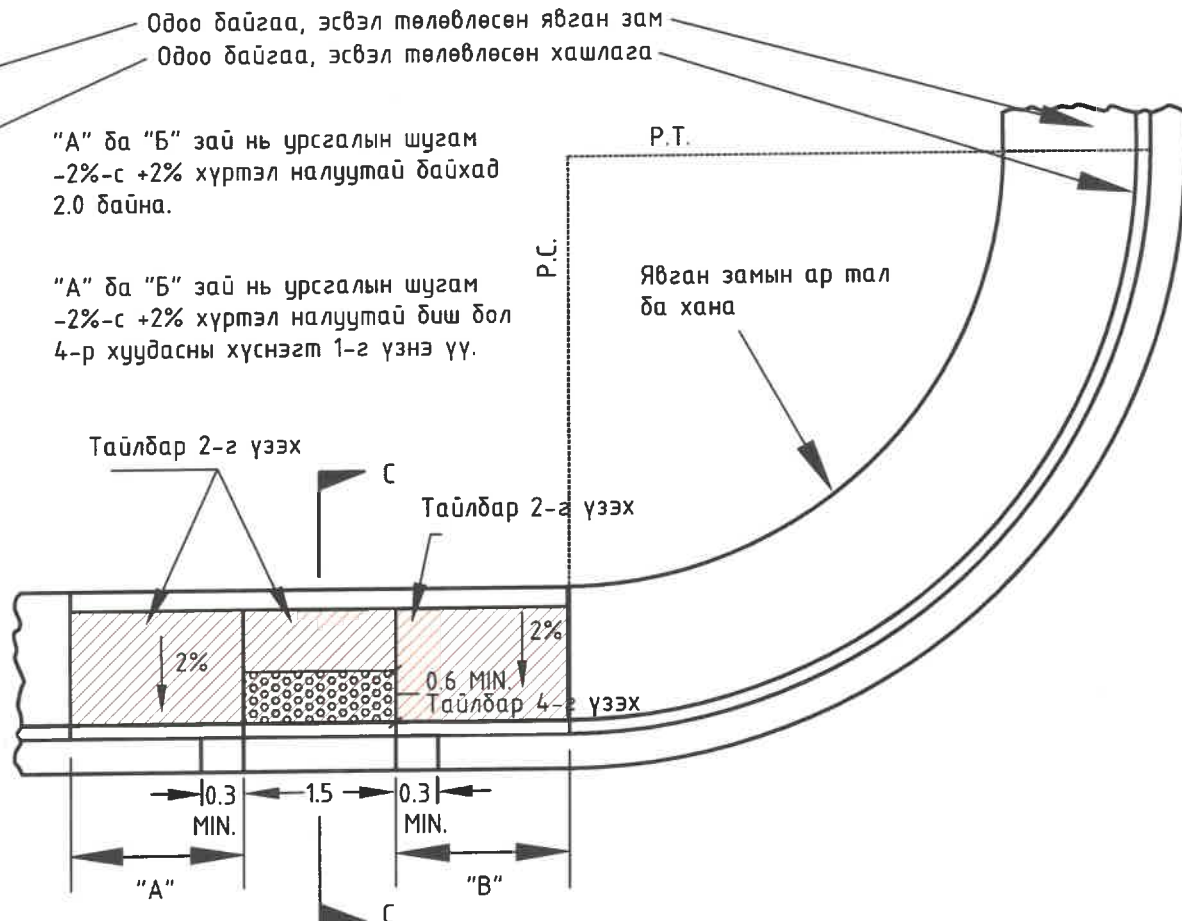 Одоо байгаа, эсвэл төлөвлөсөн явган зам
Одоо байгаа, эсвэл төлөвлөсөн хашлага
"А" ба "Б" зай нь урсгалын шугам
-2%-с +2% хүртэл налуутай байхад
2.0 байна.
P.T.
P.C.
"А" ба "Б" зай нь урсгалын шугам
-2%-с +2% хүртэл налуутай биш бол
4-р хуудасны хүснэгт 1-г үзнэ үү.
Явган замын ар тал
ба хана
Тайлбар 2-г үзэх
C
Тайлбар 2-г үзэх
2%
2%
0.6 MIN.
Тайлбар 4-г үзэх
0.3
MIN.
1.5
0.3
MIN.
"A"
"B"
C